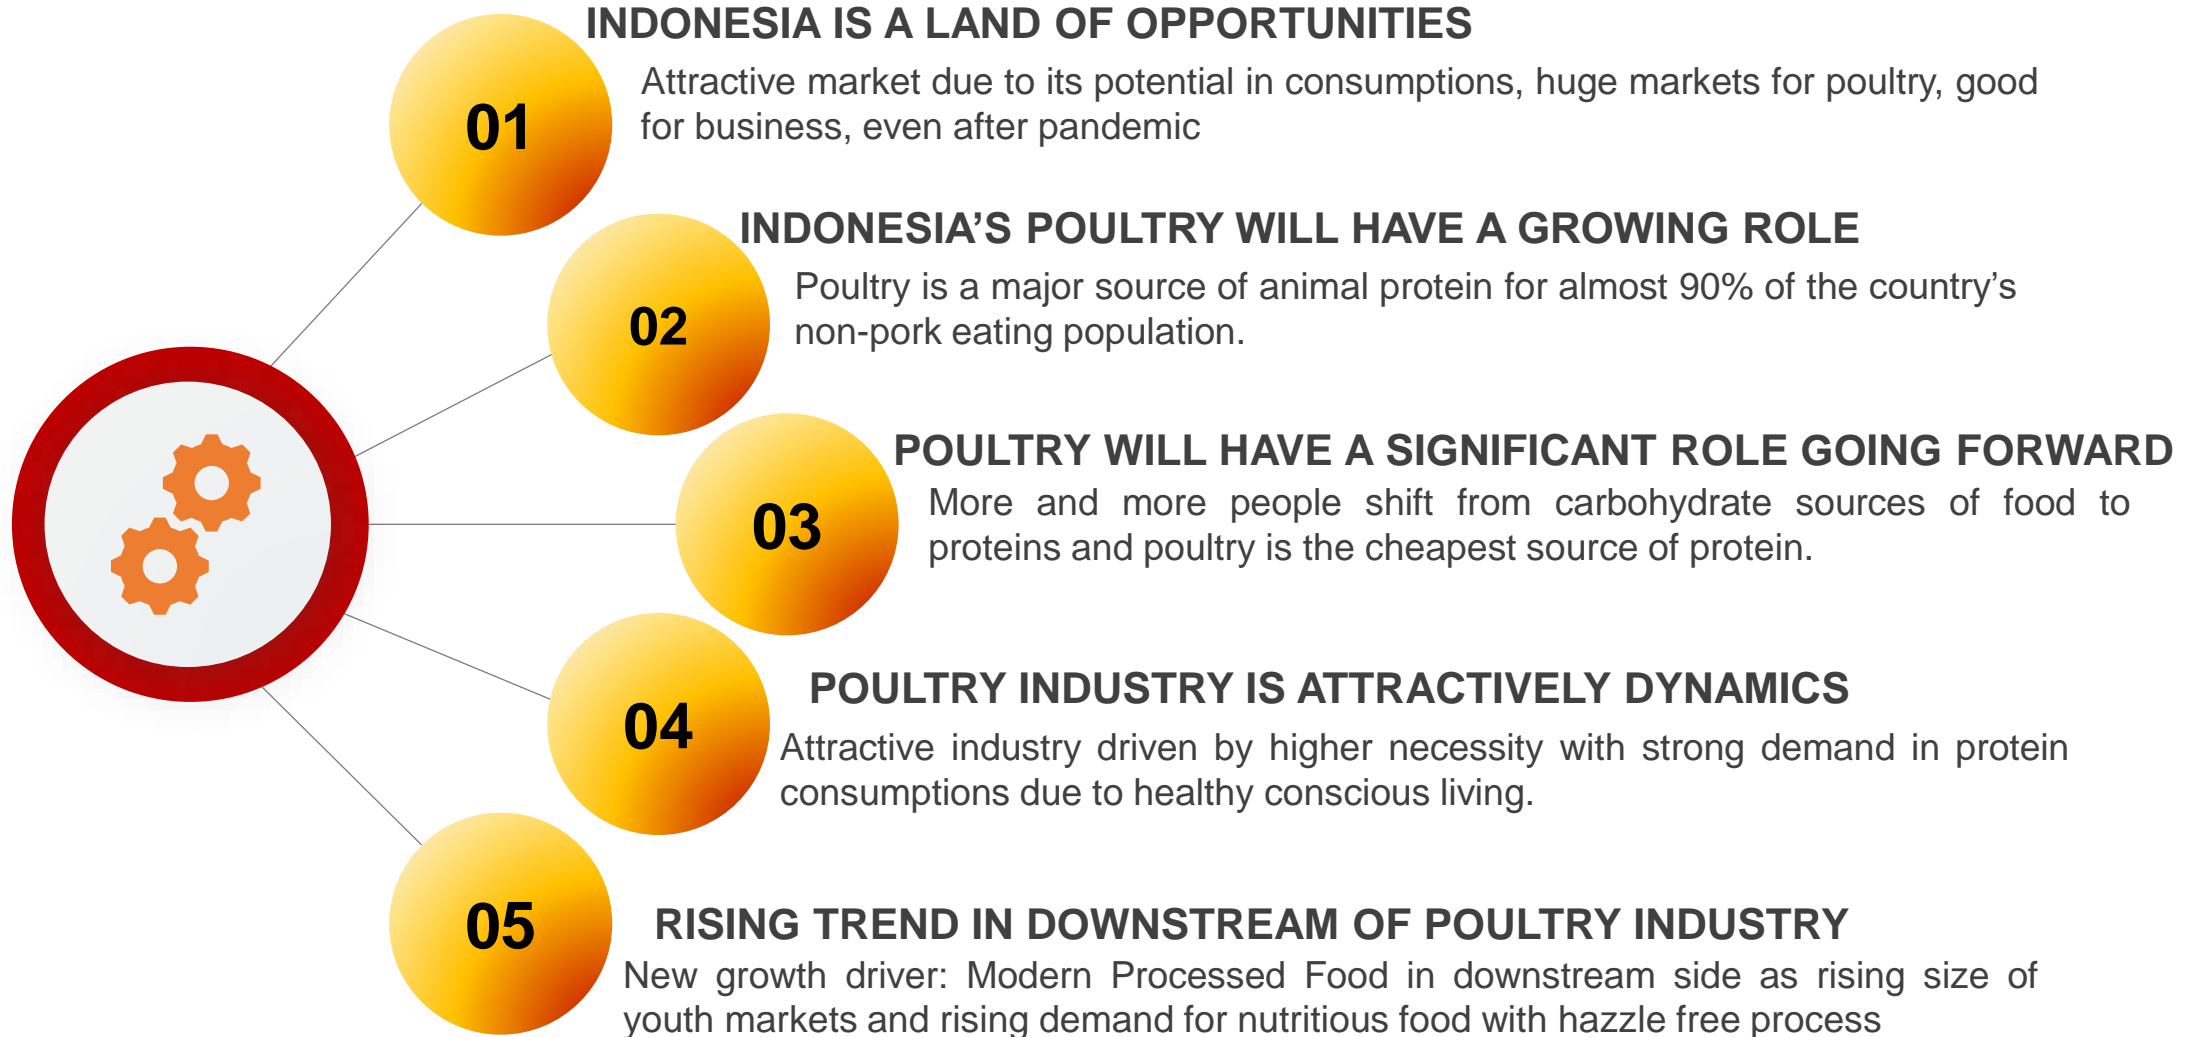 INDONESIA IS A LAND OF OPPORTUNITIES
01
Attractive market due to its potential in consumptions, huge markets for poultry, good
for business, even after pandemic
INDONESIA’S POULTRY WILL HAVE A GROWING ROLE
02
Poultry is a major source of animal protein for almost 90% of the country’s
non-pork eating population.
POULTRY WILL HAVE A SIGNIFICANT ROLE GOING FORWARD
03
More and more people shift from carbohydrate sources of food to
proteins and poultry is the cheapest source of protein.
POULTRY INDUSTRY IS ATTRACTIVELY DYNAMICS
04
Attractive industry driven by higher necessity with strong demand in protein
consumptions due to healthy conscious living.
RISING TREND IN DOWNSTREAM OF POULTRY INDUSTRY
05
New growth driver: Modern Processed Food in downstream side as rising size of
youth markets and rising demand for nutritious food with hazzle free process